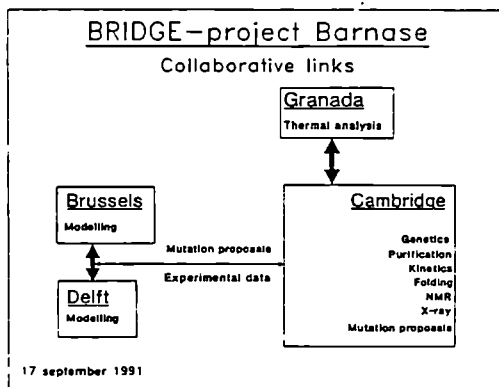 BRIDGE-project Barnase
Collaborative links
Granada
Thermal analysis
Brussels
Modelling
Cambridge
Genetics
Purification
Kinetics
Folding
NMR
X-ray
Mutation proposals
Mutation proposals
Experimental data
Delft
Modelling
17 september 1991